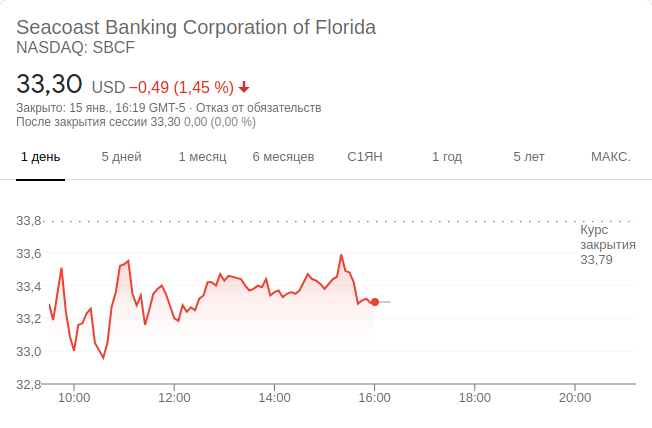 Seacoast Banking Corporation of Florida
NASDAQ: SBCF
33,30 USD −0,49 (1,45 %)
Закрыто: 15 янв., 16:19 GMT-5 · Отказ от обязательств
После закрытия сессии 33,30 0,00 (0,00 %)
1 день 5 дней 1 месяц 6 месяцев С1ЯН 1 год 5 лет МАКС.
33,8
Курс
закрытия
33,79
33,6
33,4
33,2
33,0
32,8
10:00 12:00 14:00 16:00 18:00 20:00